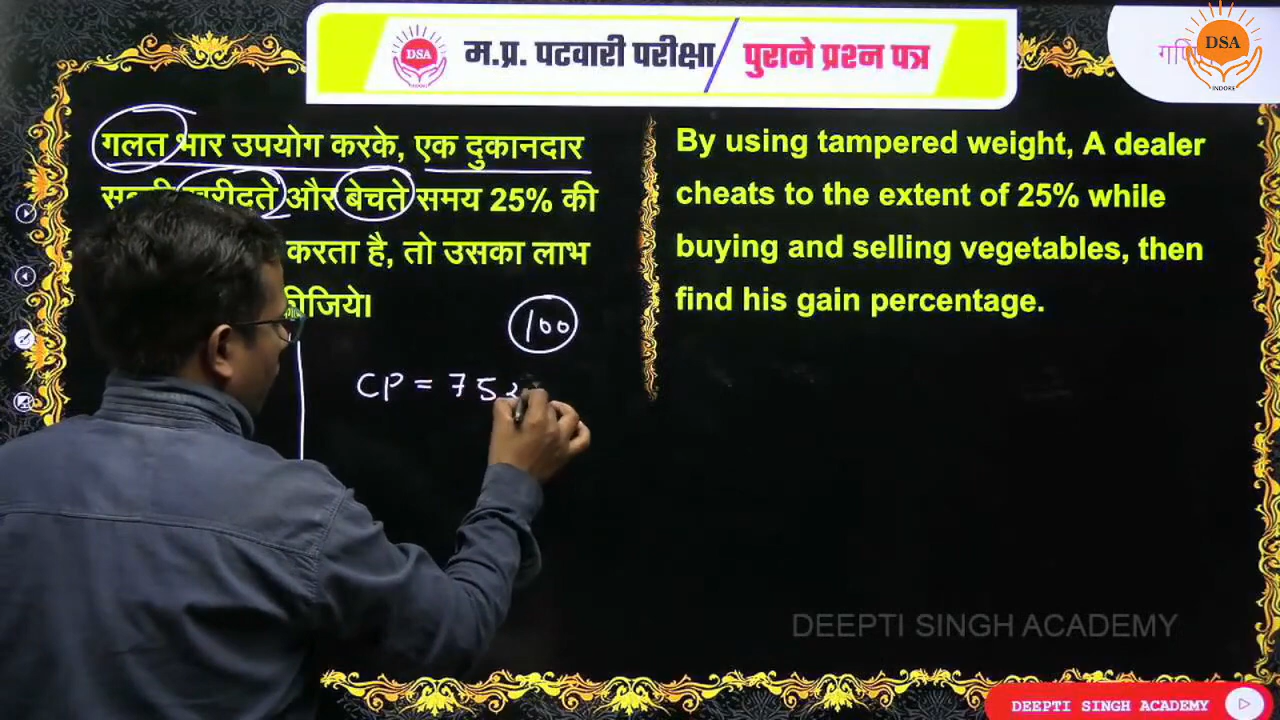 DSA
म.प्र. पटवारी परीक्षा / पुराने प्रश्न पत्र
DSA
INDORE
गलत भार उपयोग करके, एक दुकानदार
और बेचते समय 25% की
करता है, तो उसका लाभ
By using tampered weight, A dealer
cheats to the extent of 25% while
buying and selling vegetables, then
find his gain percentage.
100
CP = 75
DEEPTI SINGH ACADEMY
DEEPTI SINGH ACADEMY